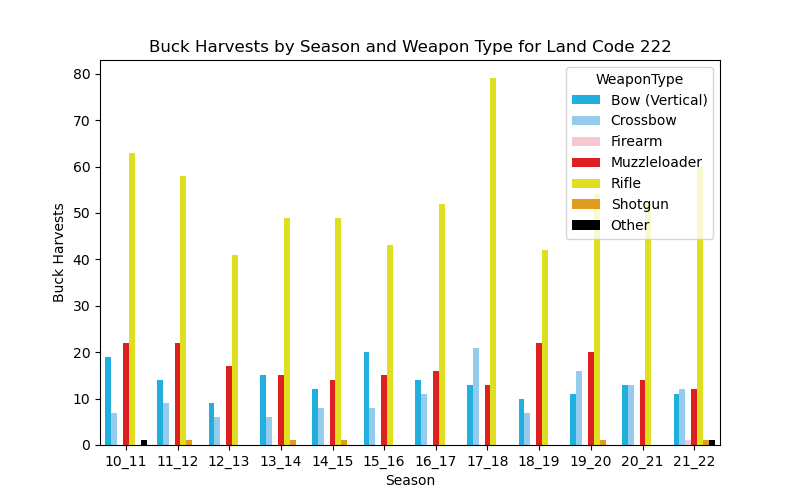 Buck Harvests by Season and Weapon Type for Land Code 222
WeaponType
Bow (Vertical)
Crossbow
Firearm
Muzzleloader
Rifle
Shotgun
Other
Buck Harvests
80
70
60
50
40
30
20
10
0
10_11 11_12 12_13 13_14 14_15 15_16 16_17 17_18 18_19 19_20 20_21 21_22
Season